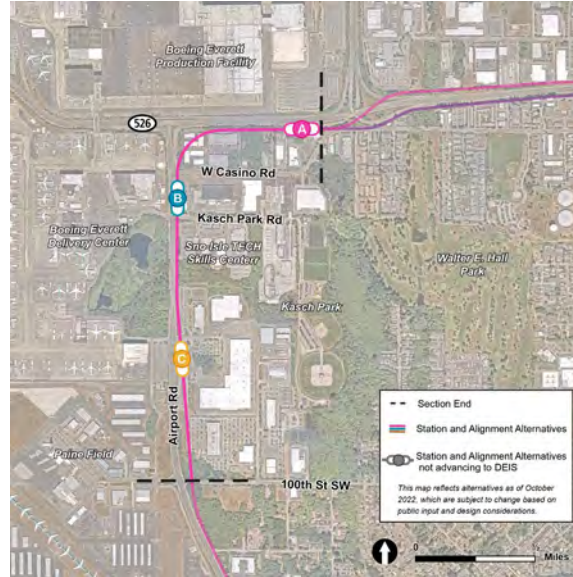 Boeing Everett
Production Facility
526
A
W Casino Rd
B
Kasch Park Rd
Boeing Everett
Delivery Center
Sno-Isle TECH
Skills Centerr
Walter E. Hall
Park
Kasch Park
C
Airport Rd
Paine Field
100th St SW
Section End
Station and Alignment Alternatives
Station and Alignment Alternatives
not advancing to DEIS
This map reflects alternatives as of October
2022, which are subject to change based on
public input and design considerations.
0
Miles